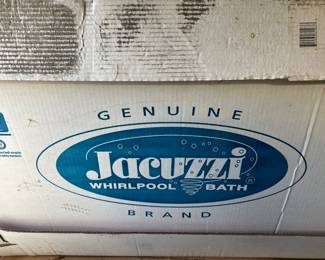 GENUINE
Jacuzzi®
WHIRLPOOL BATH
BRAND